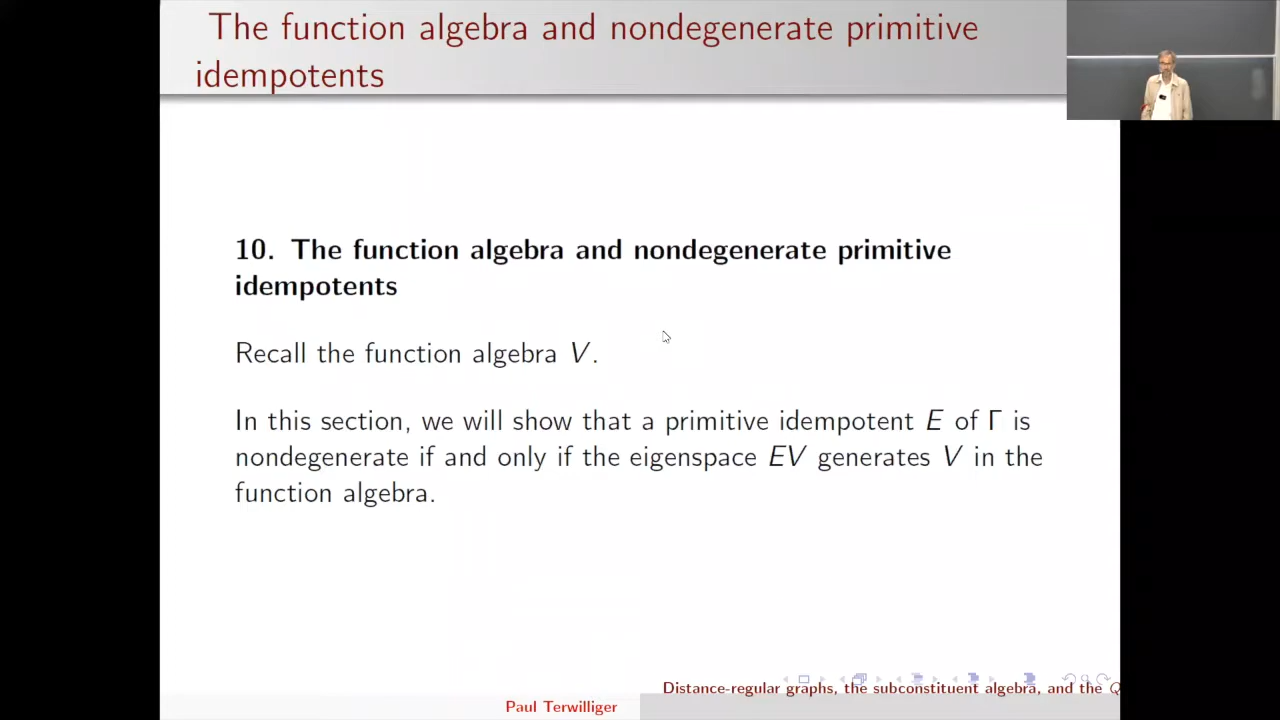 The function algebra and nondegenerate primitive
idempotents
10. The function algebra and nondegenerate primitive
idempotents
Recall the function algebra V.
In this section, we will show that a primitive idempotent E of Γ is
nondegenerate if and only if the eigenspace EV generates V in the
function algebra.
Distance-regular graphs, the subconstituent algebra, and the Q
Paul Terwilliger